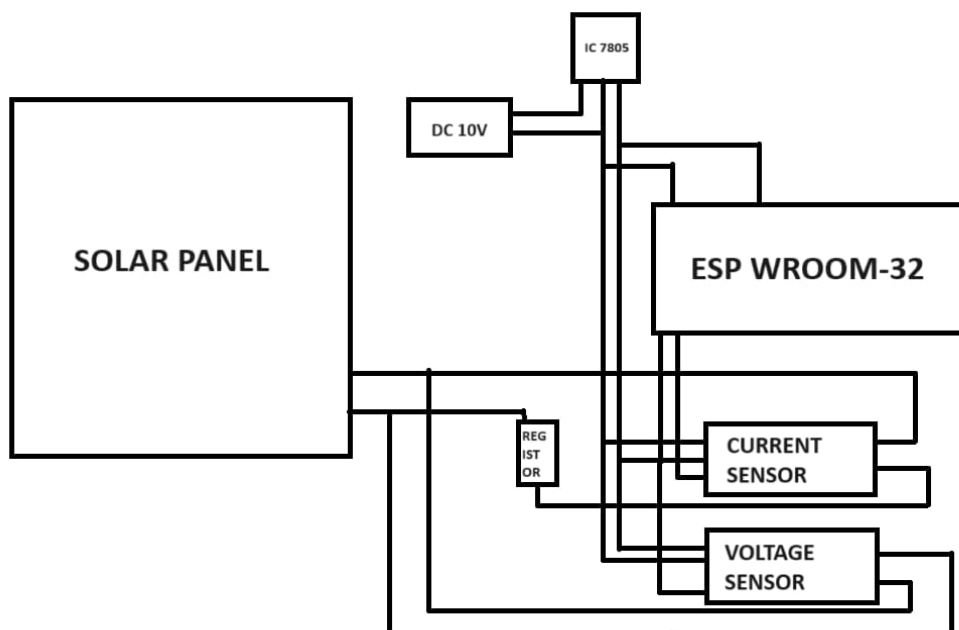 IC 7805
DC 10V
SOLAR PANEL
ESP WROOM-32
REG
IST
OR
CURRENT
SENSOR
VOLTAGE
SENSOR